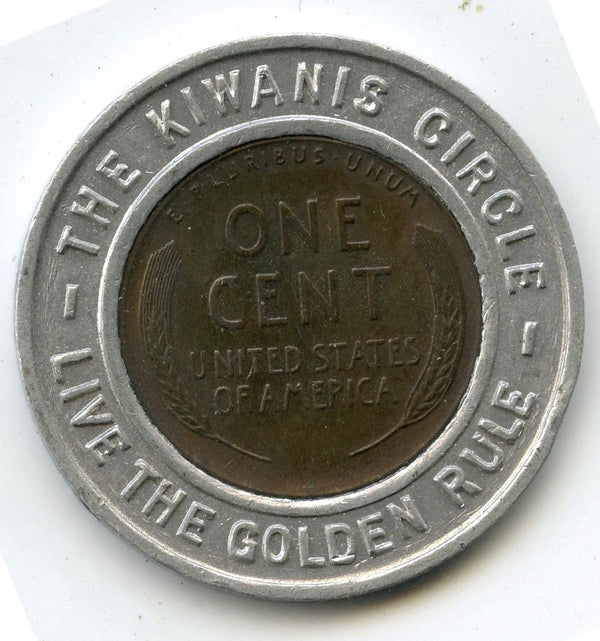 THE KIWANIS CIRCLE
E PLURIBUS · UNUM
ONE
CENT
UNITED STATES
OF AMERICA
LIVE THE GOLDEN RULE